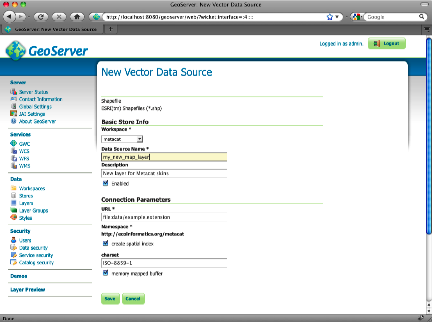 GeoServer: New Vector Data Source
http://localhost:8080/geoserver/web/?wicket:interface=:4::::
Google
GeoServer: New Vector Data Source
GeoServer
Logged in as admin.
Logout
New Vector Data Source
Server
Server Status
Contact Information
Global Settings
JAI Settings
About GeoServer
Services
GWC
WCS
WFS
WMS
Data
Workspaces
Stores
Layers
Layer Groups
Styles
Security
Users
Data security
Service security
Catalog security
Demos
Layer Preview
Shapefile
ESRI(tm) Shapefiles (*.shp)
Basic Store Info
Workspace *
metacat
Data Source Name *
my_new_map_layer
Description
New layer for Metacat skins
Enabled
Connection Parameters
URL *
file:data/example.extension
Namespace *
http://ecoinformatics.org/metacat
create spatial index
charset
ISO-8859-1
memory mapped buffer
Save
Cancel
Done